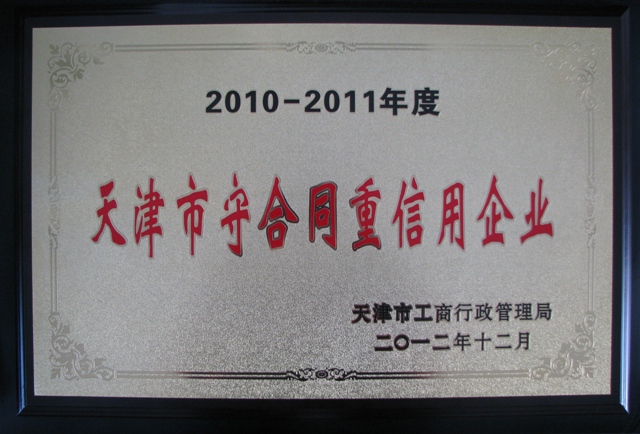 2010-2011年度
天津市守合同重信用企业
天津市工商行政管理局
二〇一二年十二月